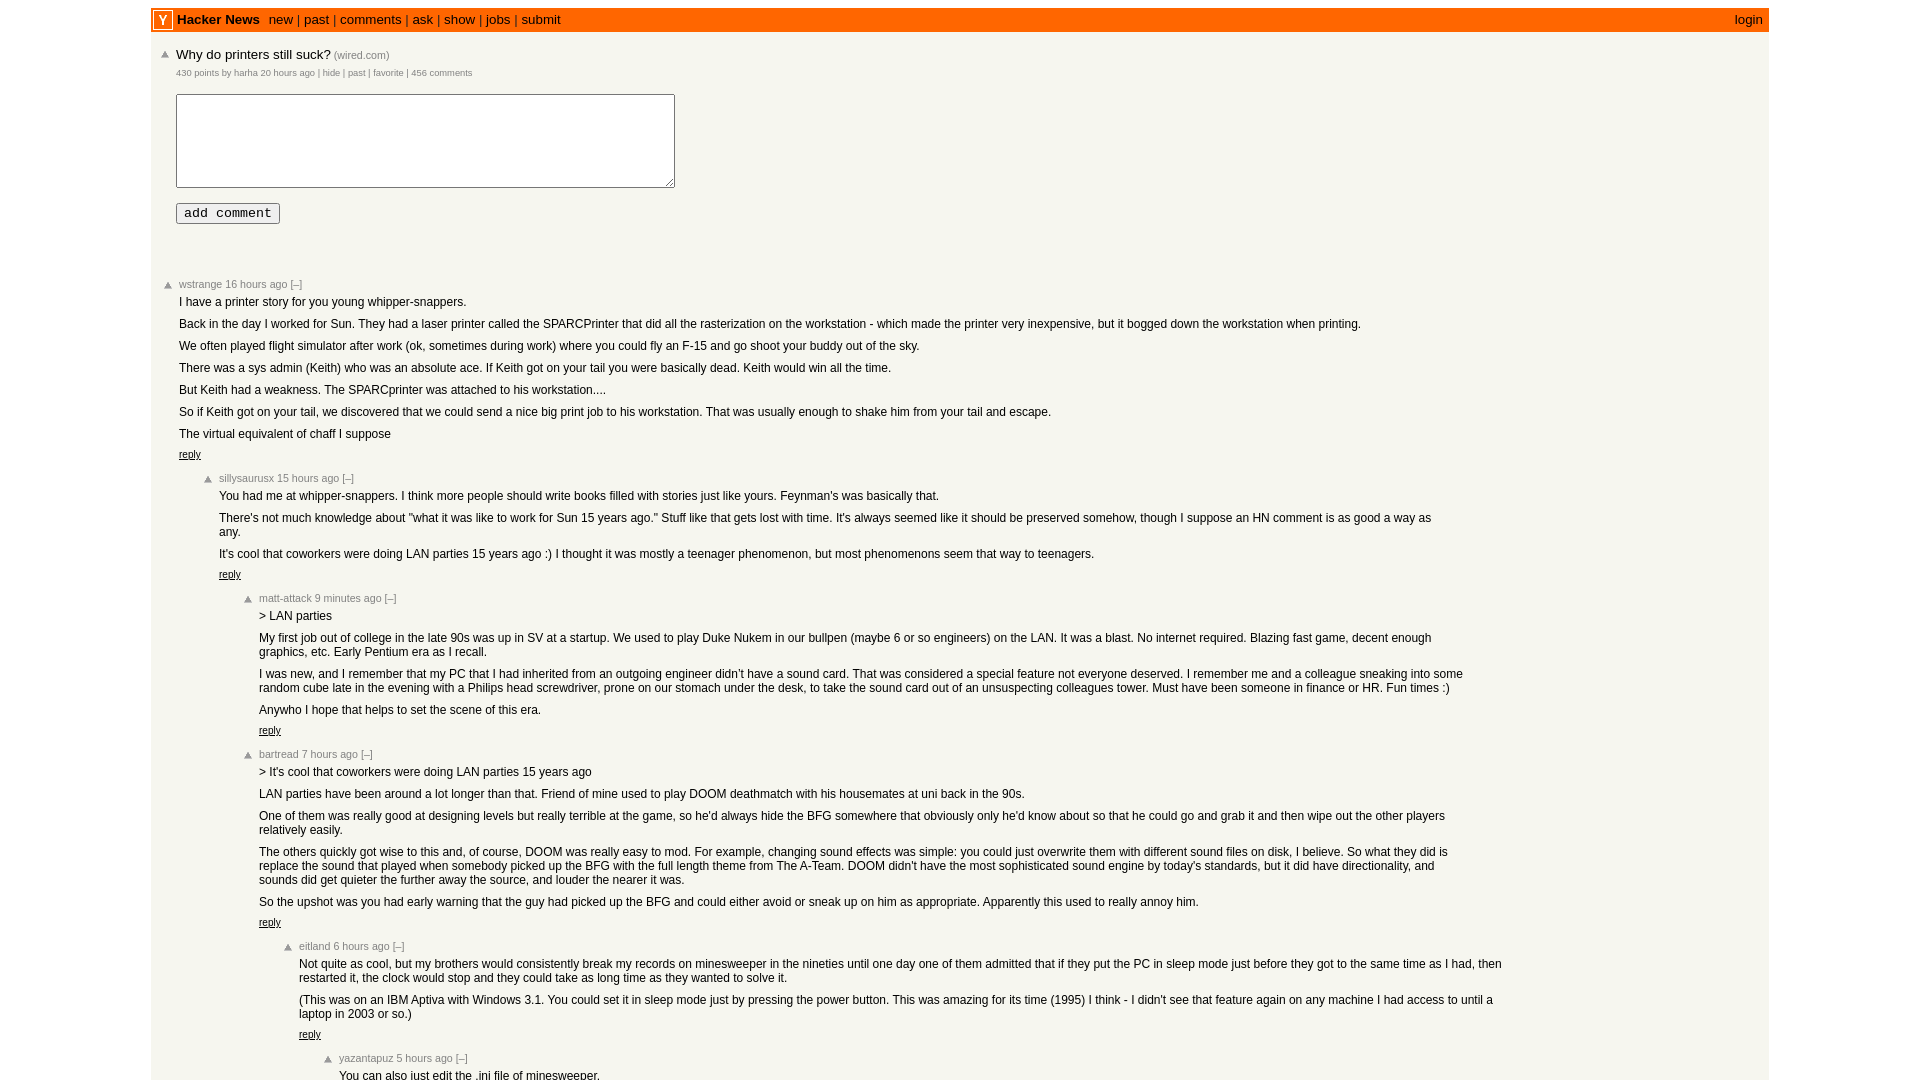 Y Hacker News new | past | comments | ask | show | jobs | submit login
Why do printers still suck? (wired.com)
430 points by harha 20 hours ago | hide | past | favorite | 456 comments
add comment
wstrange 16 hours ago [–]
I have a printer story for you young whipper-snappers.
Back in the day I worked for Sun. They had a laser printer called the SPARCPrinter that did all the rasterization on the workstation - which made the printer very inexpensive, but it bogged down the workstation when printing.
We often played flight simulator after work (ok, sometimes during work) where you could fly an F-15 and go shoot your buddy out of the sky.
There was a sys admin (Keith) who was an absolute ace. If Keith got on your tail you were basically dead. Keith would win all the time.
But Keith had a weakness. The SPARCprinter was attached to his workstation....
So if Keith got on your tail, we discovered that we could send a nice big print job to his workstation. That was usually enough to shake him from your tail and escape.
The virtual equivalent of chaff I suppose
reply
sillysaurusx 15 hours ago [–]
You had me at whipper-snappers. I think more people should write books filled with stories just like yours. Feynman's was basically that.
There's not much knowledge about "what it was like to work for Sun 15 years ago." Stuff like that gets lost with time. It's always seemed like it should be preserved somehow, though I suppose an HN comment is as good a way as
any.
It's cool that coworkers were doing LAN parties 15 years ago :) I thought it was mostly a teenager phenomenon, but most phenomenons seem that way to teenagers.
reply
matt-attack 9 minutes ago [–]
> LAN parties
My first job out of college in the late 90s was up in SV at a startup. We used to play Duke Nukem in our bullpen (maybe 6 or so engineers) on the LAN. It was a blast. No internet required. Blazing fast game, decent enough
graphics, etc. Early Pentium era as I recall.
I was new, and I remember that my PC that I had inherited from an outgoing engineer didn't have a sound card. That was considered a special feature not everyone deserved. I remember me and a colleague sneaking into some
random cube late in the evening with a Philips head screwdriver, prone on our stomach under the desk, to take the sound card out of an unsuspecting colleagues tower. Must have been someone in finance or HR. Fun times :)
Anywho I hope that helps to set the scene of this era.
reply
bartread 7 hours ago [–]
> It's cool that coworkers were doing LAN parties 15 years ago
LAN parties have been around a lot longer than that. Friend of mine used to play DOOM deathmatch with his housemates at uni back in the 90s.
One of them was really good at designing levels but really terrible at the game, so he'd always hide the BFG somewhere that obviously only he'd know about so that he could go and grab it and then wipe out the other players
relatively easily.
The others quickly got wise to this and, of course, DOOM was really easy to mod. For example, changing sound effects was simple: you could just overwrite them with different sound files on disk, I believe. So what they did is
replace the sound that played when somebody picked up the BFG with the full length theme from The A-Team. DOOM didn't have the most sophisticated sound engine by today's standards, but it did have directionality, and
sounds did get quieter the further away the source, and louder the nearer it was.
So the upshot was you had early warning that the guy had picked up the BFG and could either avoid or sneak up on him as appropriate. Apparently this used to really annoy him.
reply
eitland 6 hours ago [–]
Not quite as cool, but my brothers would consistently break my records on minesweeper in the nineties until one day one of them admitted that if they put the PC in sleep mode just before they got to the same time as I had, then
restarted it, the clock would stop and they could take as long time as they wanted to solve it.
(This was on an IBM Aptiva with Windows 3.1. You could set it in sleep mode just by pressing the power button. This was amazing for its time (1995) I think - I didn't see that feature again on any machine I had access to until a
laptop in 2003 or so.)
reply
yazantapuz 5 hours ago [–]
You can also just edit the .ini file of minesweeper.